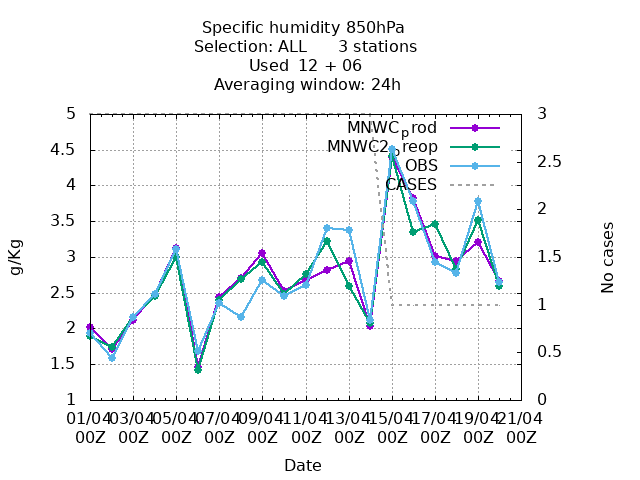 Specific humidity 850hPa
Selection: ALL 3 stations
Used 12 + 06
Averaging window: 24h
MNWC_prod
MNWC2_preop
OBS
CASES
5
4.5
4
3.5
3
2.5
2
1.5
1
3
2.5
2
1.5
1
0.5
0
g/Kg
No cases
01/04 03/04 05/04 07/04 09/04 11/04 13/04 15/04 17/04 19/04 21/04
00Z 00Z 00Z 00Z 00Z 00Z 00Z 00Z 00Z 00Z 00Z
Date